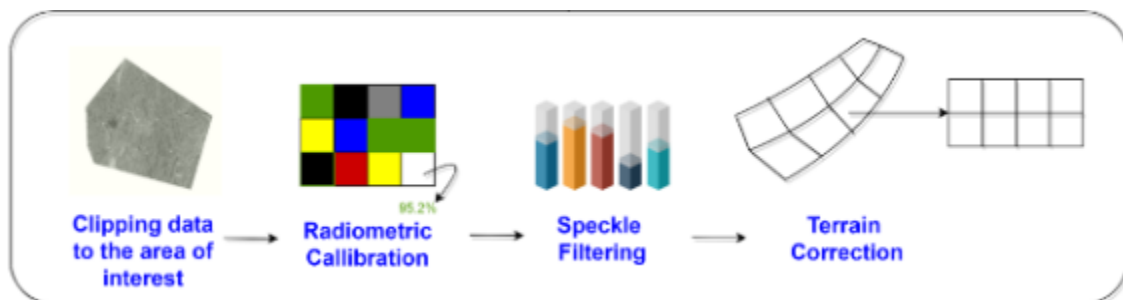 95.2%
Clipping data
to the area of
interest
Radiometric
Callibration
Speckle
Filtering
Terrain
Correction